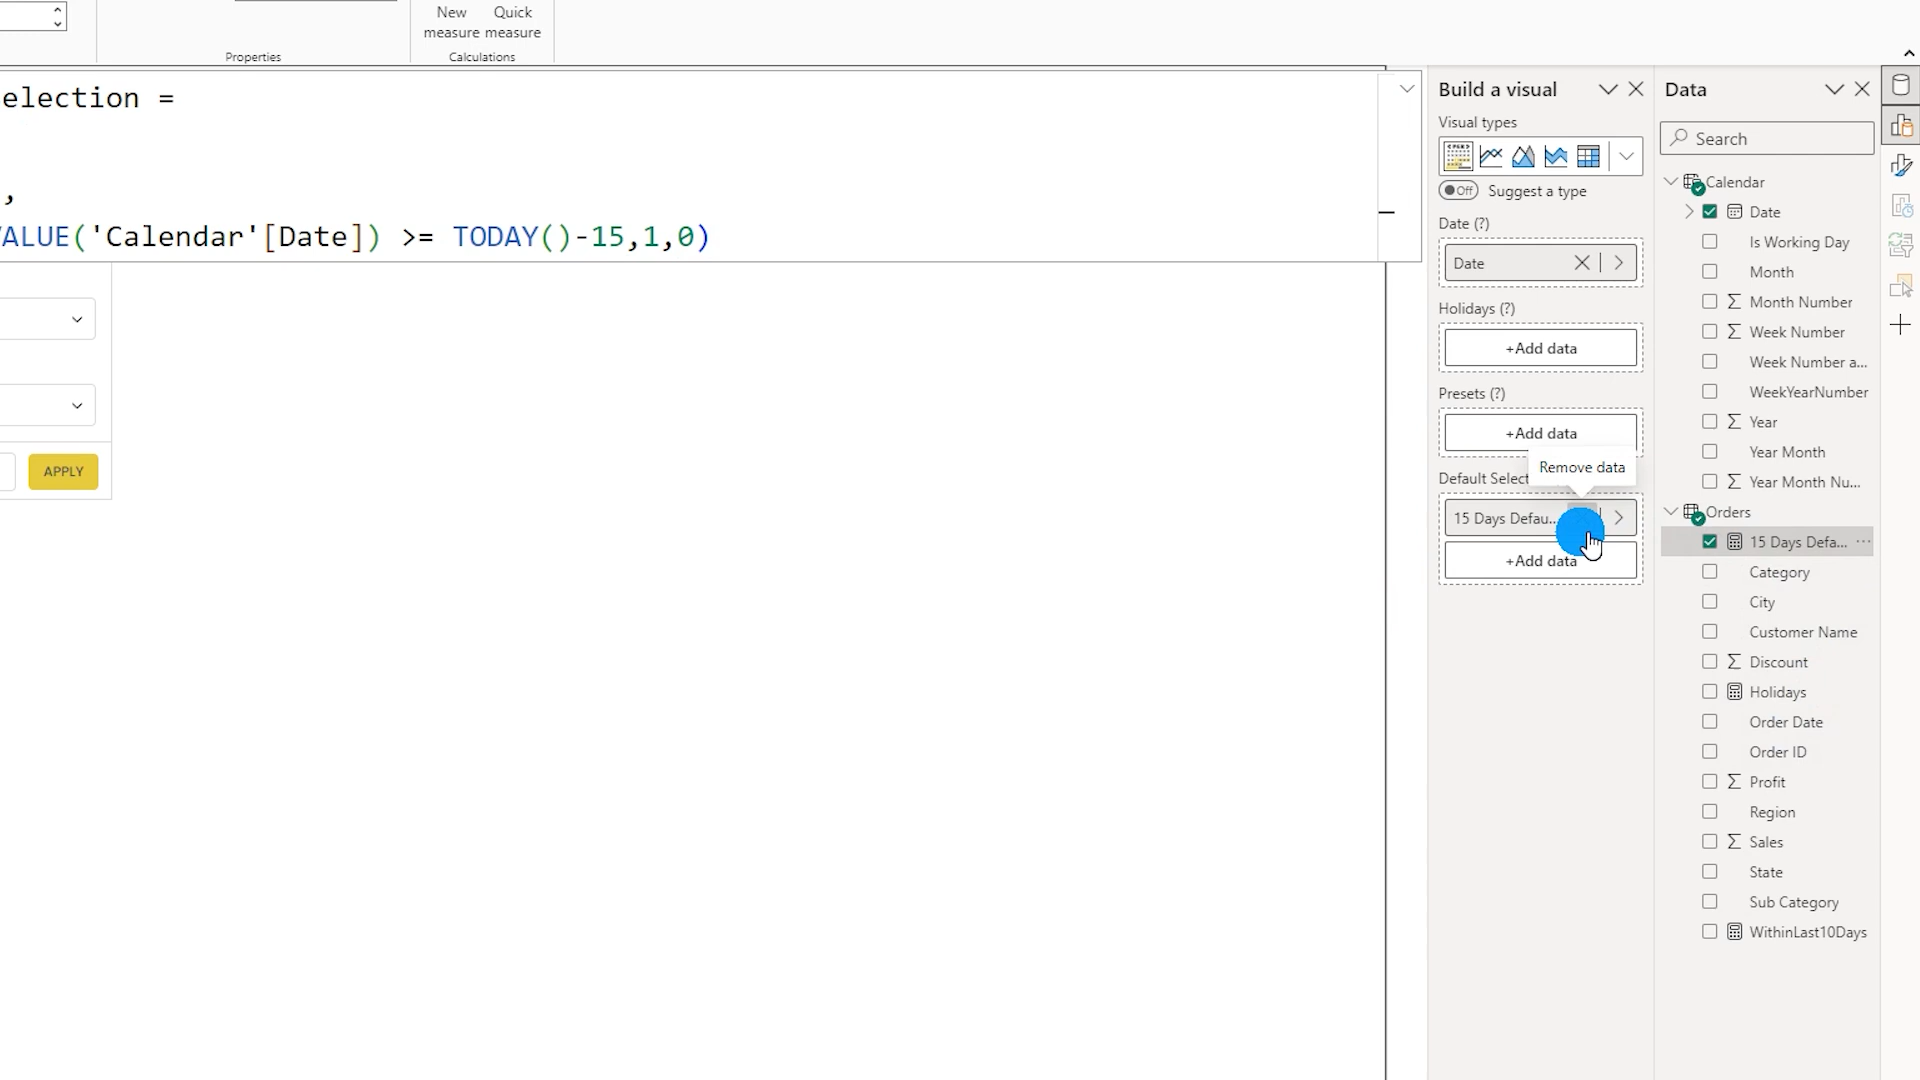 New
measure
Quick
measure
Properties
Calculations
election =
,
VALUE('Calendar'[Date]) >= TODAY()-15,1,0)
APPLY
Build a visual
Visual types
Off
Suggest a type
Date (?)
Date
Holidays (?)
+Add data
Presets (?)
+Add data
Remove data
Default Select
15 Days Defau...
+Add data
Data
Search
Calendar
Date
Is Working Day
Month
Month Number
Week Number
Week Number a...
WeekYearNumber
Year
Year Month
Year Month Nu...
Orders
15 Days Defa...
Category
City
Customer Name
Discount
Holidays
Order Date
Order ID
Profit
Region
Sales
State
Sub Category
WithinLast10Days